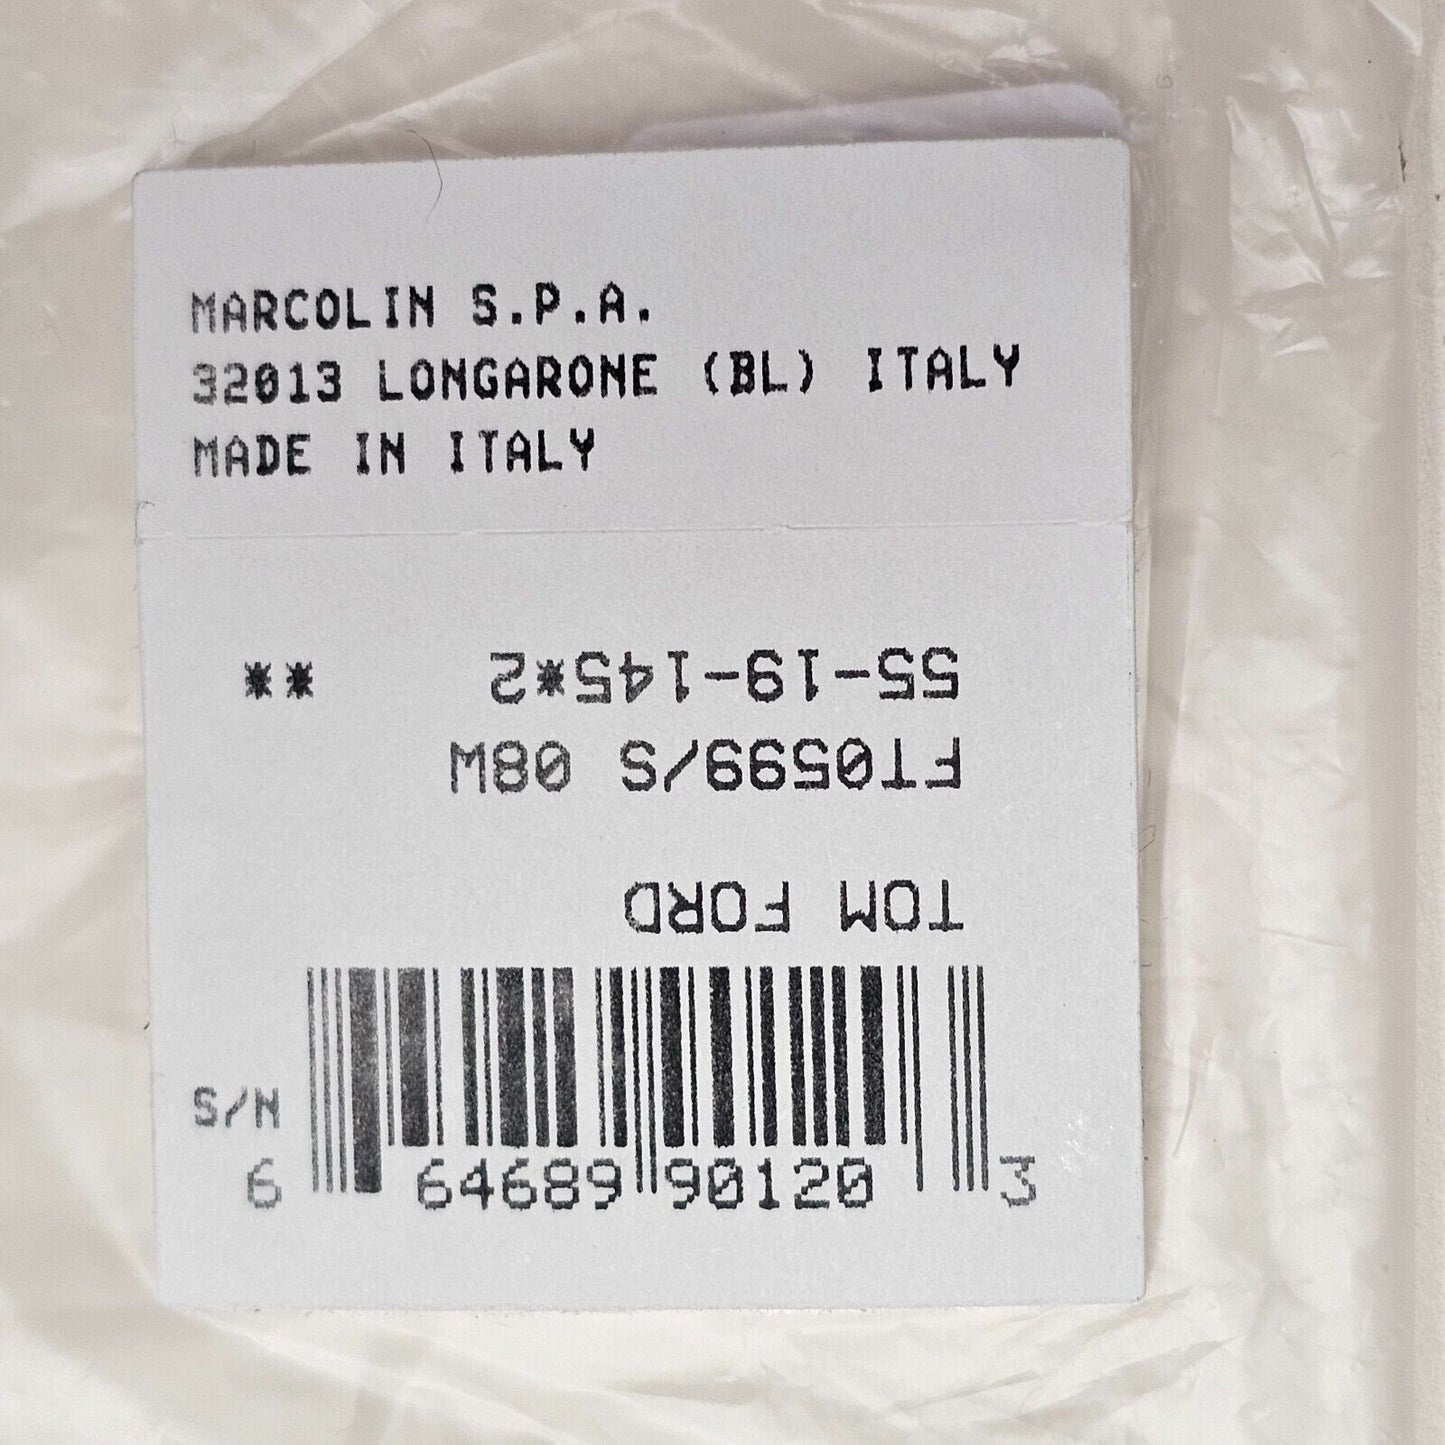 MARCOLIN S.P.A.
32013 LONGARONE (BL) ITALY
MADE IN ITALY
55-19-145*2 **
FT0599/S 08W
TOM FORD
S/N
6 64689 90120 3